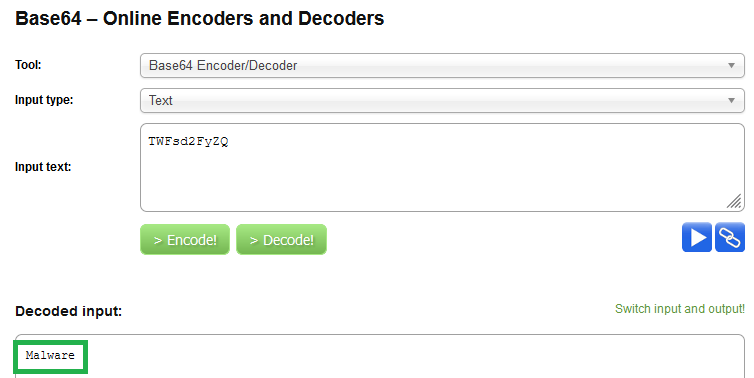 Base64 – Online Encoders and Decoders
Tool: Base64 Encoder/Decoder
Input type: Text
Input text: TWFsd2FyZQ
> Encode! > Decode!
Decoded input: Switch input and output!
Malware